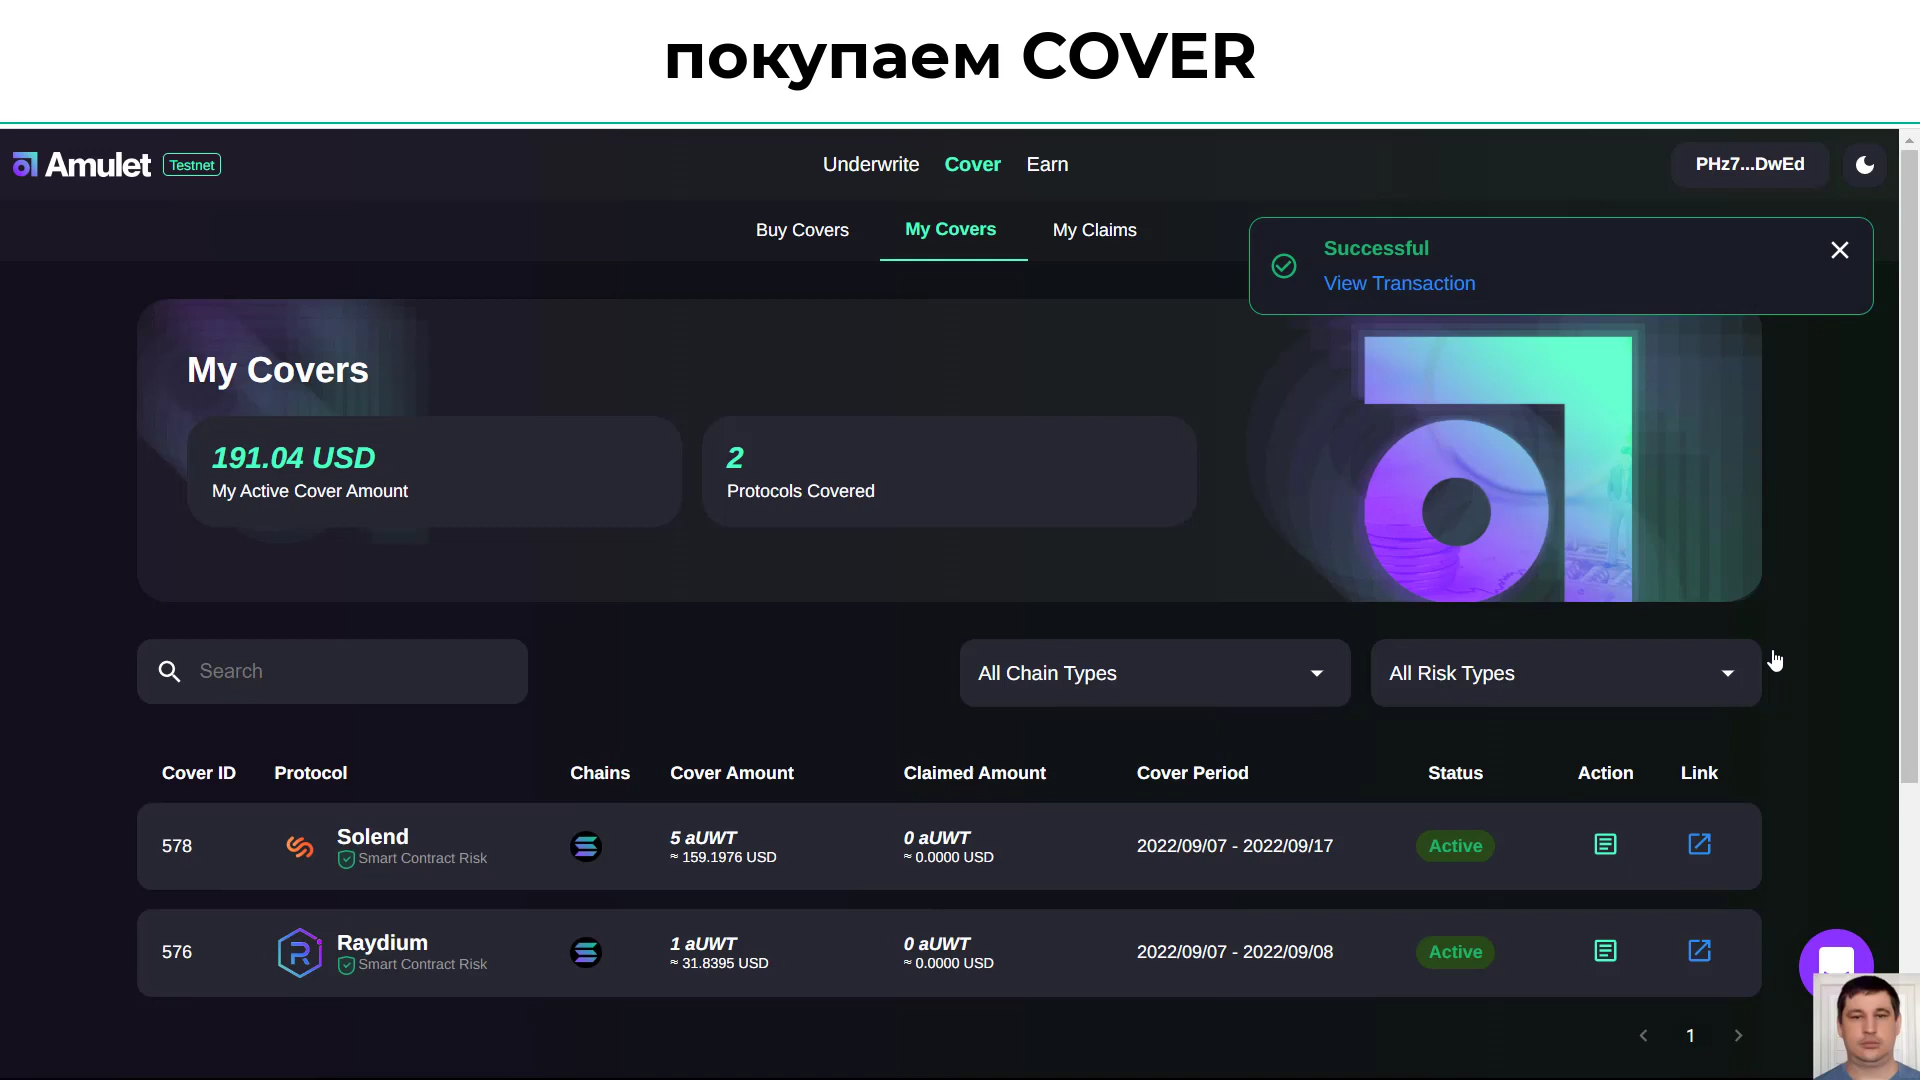 покупаем COVER
Amulet Testnet
Underwrite Cover Earn
PHz7...DwEd
Buy Covers My Covers My Claims
Successful
View Transaction
My Covers
191.04 USD
My Active Cover Amount
2
Protocols Covered
Search
All Chain Types
All Risk Types
Cover ID Protocol Chains Cover Amount Claimed Amount Cover Period Status Action Link
578 Solend Smart Contract Risk 5 aUWT ≈ 159.1976 USD 0 aUWT ≈ 0.0000 USD 2022/09/07 - 2022/09/17 Active
576 Raydium Smart Contract Risk 1 aUWT ≈ 31.8395 USD 0 aUWT ≈ 0.0000 USD 2022/09/07 - 2022/09/08 Active
1